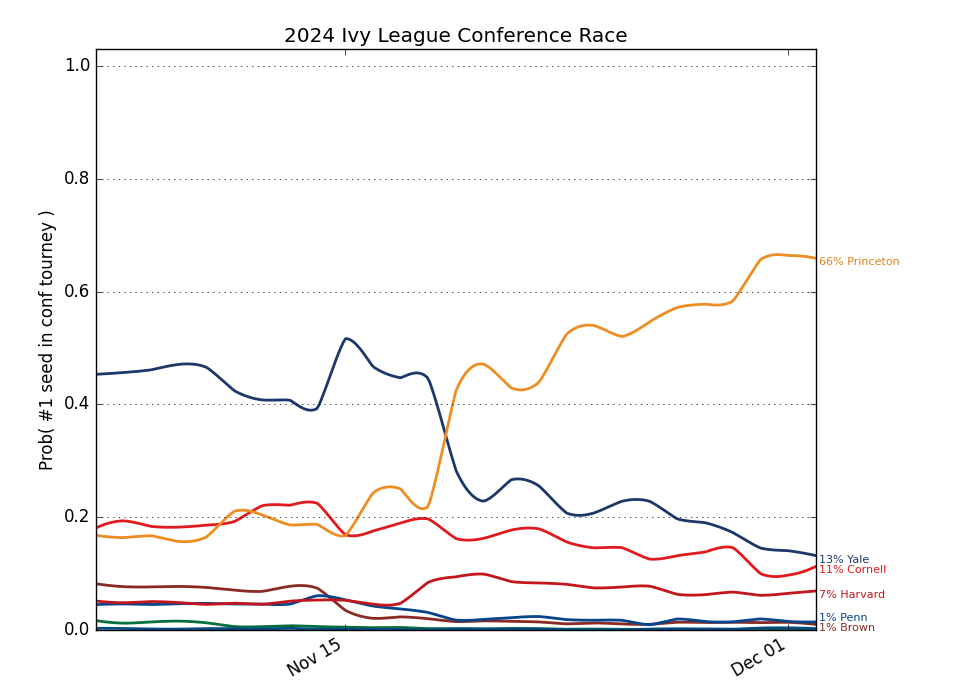 2024 Ivy League Conference Race
Prob( #1 seed in conf tourney )
1.0
0.8
0.6
0.4
0.2
0.0
66% Princeton
13% Yale
11% Cornell
7% Harvard
1% Penn
1% Brown
Nov 15
Dec 01